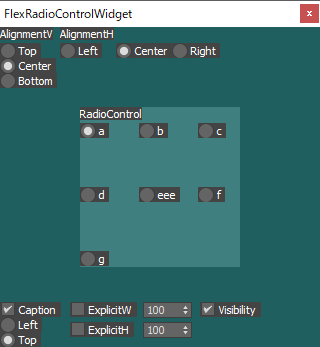 FlexRadioControlWidget x
AlignmentV AlignmentH
Top Left Center Right
Center
Bottom
RadioControl
a b c
d eee f
g
Caption ExplicitW 100 Visibility
Left
ExplicitH 100
Top